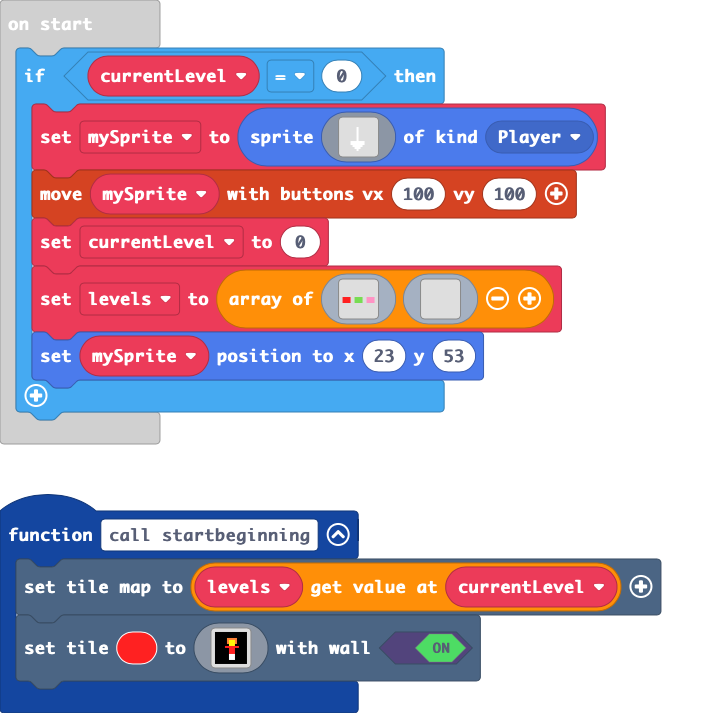 on start
if currentLevel = 0 then
set mySprite to sprite of kind Player
move mySprite with buttons vx 100 vy 100
set currentLevel to 0
set levels to array of
set mySprite position to x 23 y 53
function call startbeginning
set tile map to levels get value at currentLevel
set tile to with wall ON